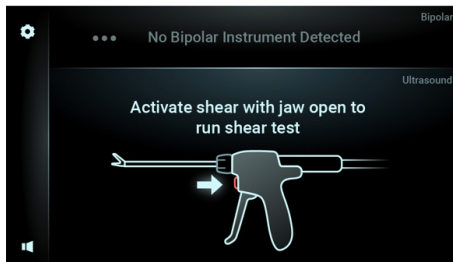 Bipolar
No Bipolar Instrument Detected
Ultrasound
Activate shear with jaw open to
run shear test